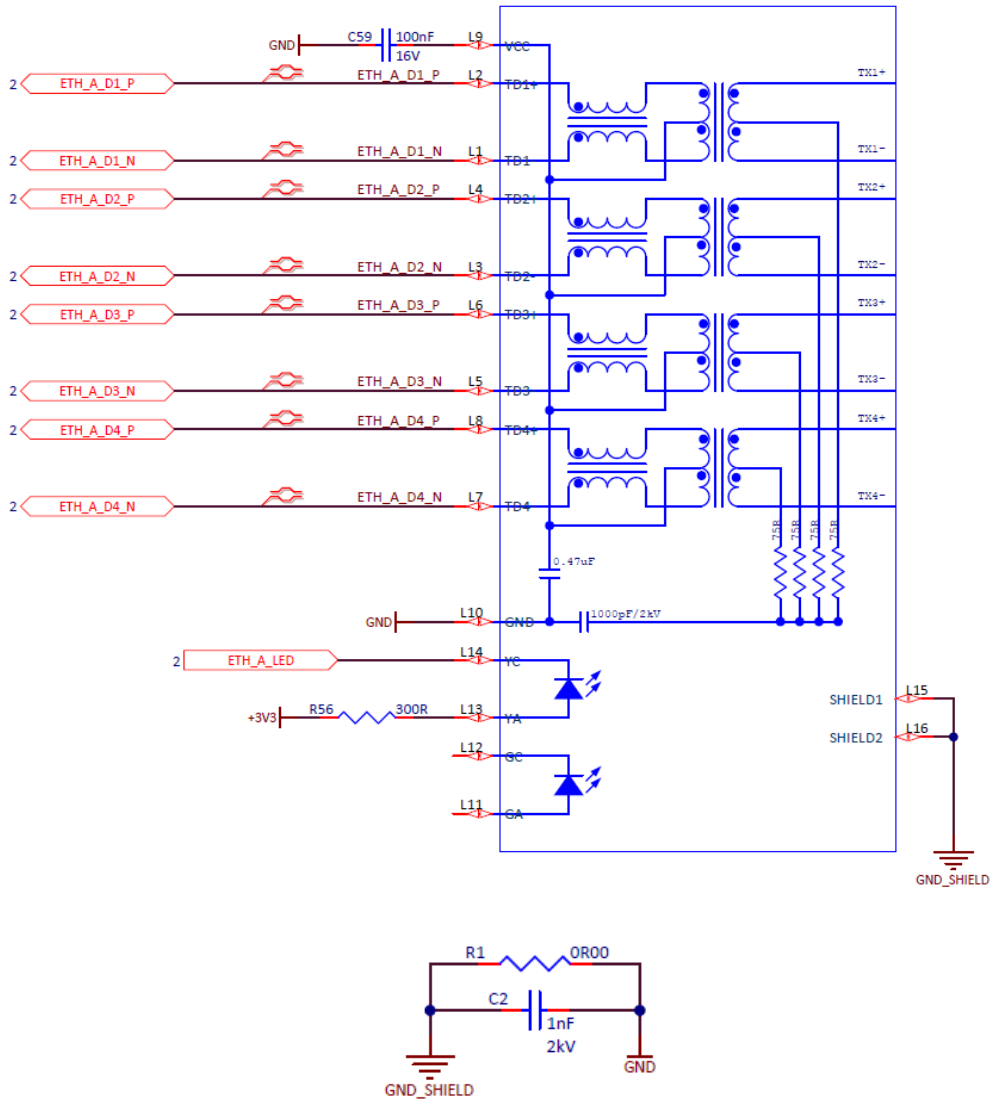 GND C59 100nF 16V L9 VCC
2 ETH_A_D1_P ETH_A_D1_P L2 TD1+ TX1+
2 ETH_A_D1_N ETH_A_D1_N L1 TD1- TX1-
2 ETH_A_D2_P ETH_A_D2_P L4 TD2+ TX2+
2 ETH_A_D2_N ETH_A_D2_N L3 TD2- TX2-
2 ETH_A_D3_P ETH_A_D3_P L6 TD3+ TX3+
2 ETH_A_D3_N ETH_A_D3_N L5 TD3- TX3-
2 ETH_A_D4_P ETH_A_D4_P L8 TD4+ TX4+
2 ETH_A_D4_N ETH_A_D4_N L7 TD4- TX4-
75R 75R 75R 75R
0.47uF
GND L10 GND 1000pF/2kV
2 ETH_A_LED L14 YC
+3V3 R56 300R L13 YA
L12 GC
L11 GA
SHIELD1 L15
SHIELD2 L16
GND_SHIELD
R1 0R00
C2 1nF
2kV
GND_SHIELD GND